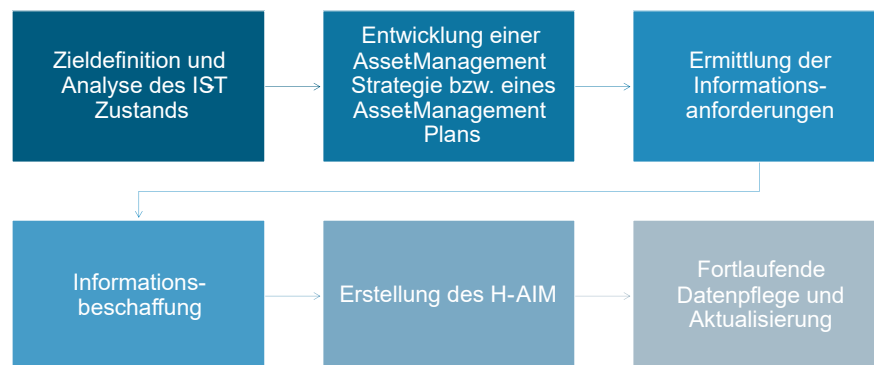 Zieldefinition und
Analyse des IST-
Zustands
Entwicklung einer
Asset-Management
Strategie bzw. eines
Asset-Management
Plans
Ermittlung der
Informations-
anforderungen
Informations-
beschaffung
Erstellung des H-AIM
Fortlaufende
Datenpflege und
Aktualisierung